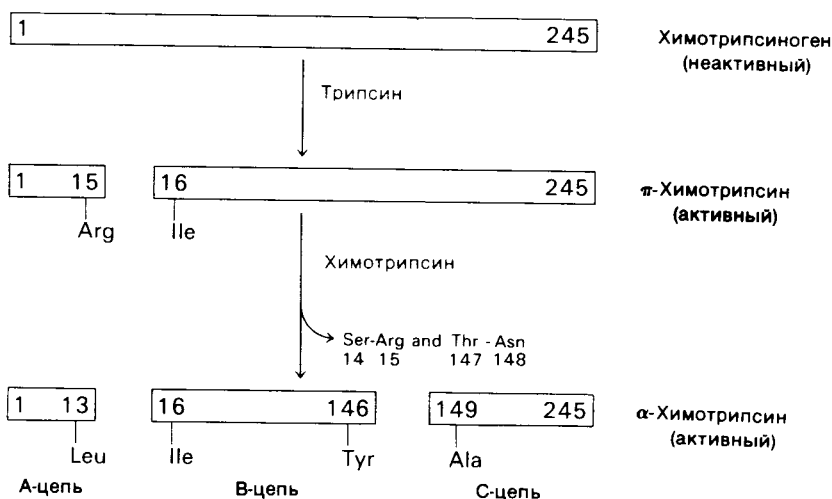 1 245 Химотрипсиноген
(неактивный)
Трипсин
1 15 16 245 π-Химотрипсин
(активный)
Arg Ile
Химотрипсин
Ser-Arg and Thr - Asn
14 15 147 148
1 13 16 146 149 245 α-Химотрипсин
(активный)
Leu Ile Tyr Ala
А-цепь В-цепь С-цепь